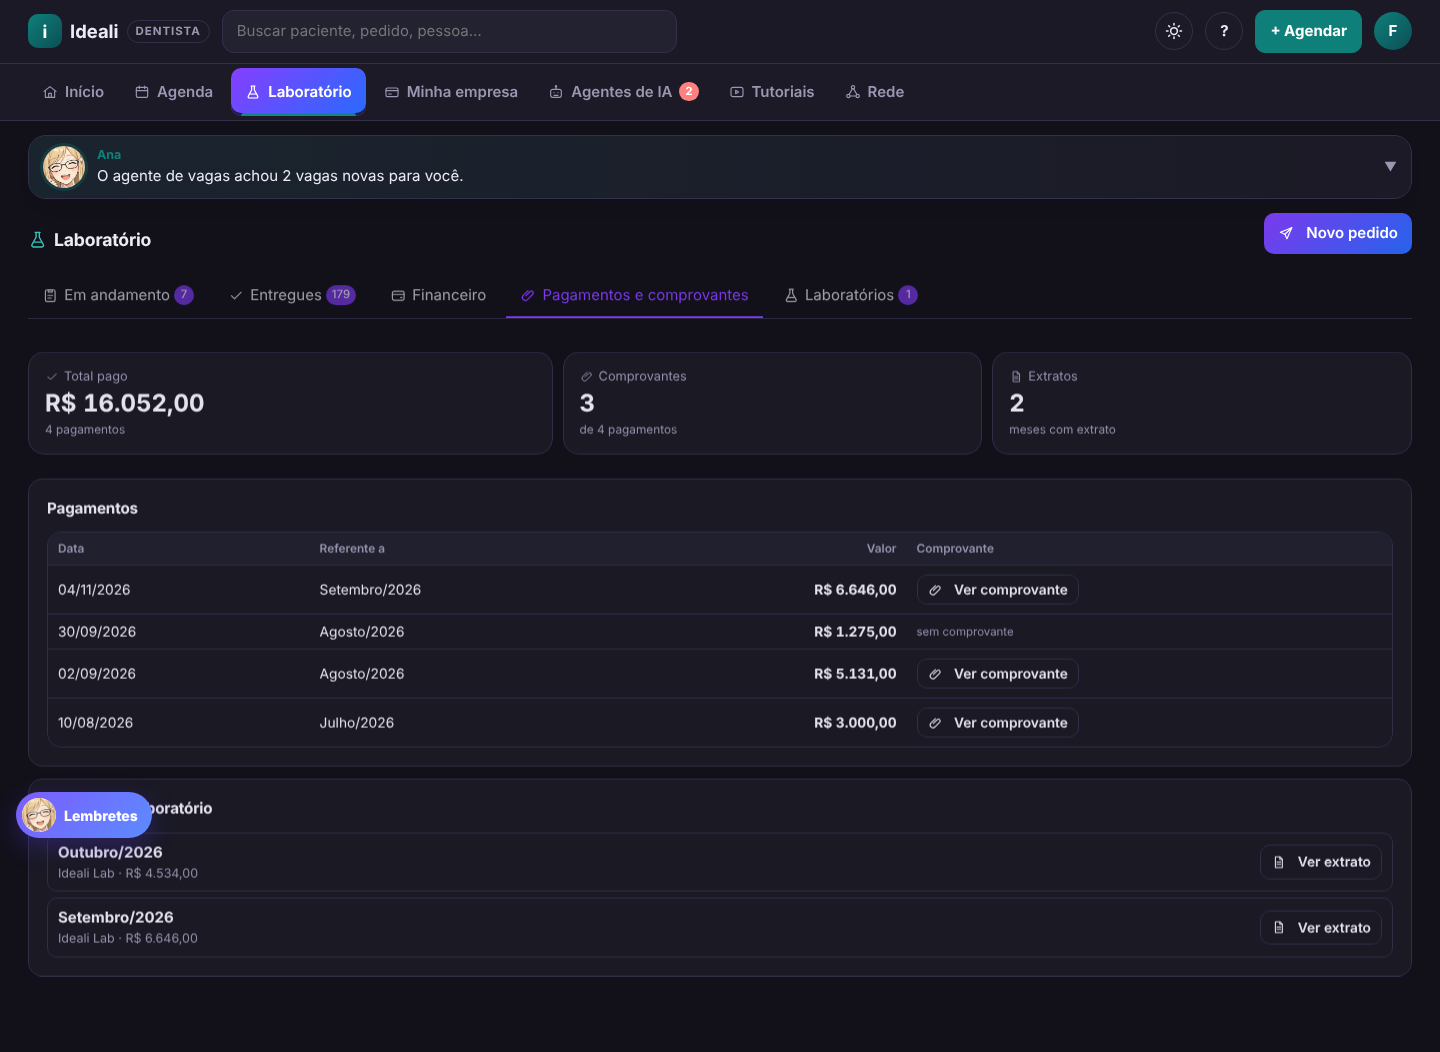 i Ideali DENTISTA Buscar paciente, pedido, pessoa... ? + Agendar F
Início Agenda Laboratório Minha empresa Agentes de IA 2 Tutoriais Rede
Ana
O agente de vagas achou 2 vagas novas para você.
Laboratório
Novo pedido
Em andamento 7 Entregues 179 Financeiro Pagamentos e comprovantes Laboratórios 1
Total pago
R$ 16.052,00
4 pagamentos
Comprovantes
3
de 4 pagamentos
Extratos
2
meses com extrato
Pagamentos
Data Referente a Valor Comprovante
04/11/2026 Setembro/2026 R$ 6.646,00 Ver comprovante
30/09/2026 Agosto/2026 R$ 1.275,00 sem comprovante
02/09/2026 Agosto/2026 R$ 5.131,00 Ver comprovante
10/08/2026 Julho/2026 R$ 3.000,00 Ver comprovante
Lembretes
Outubro/2026
Ideali Lab · R$ 4.534,00
Ver extrato
Setembro/2026
Ideali Lab · R$ 6.646,00
Ver extrato